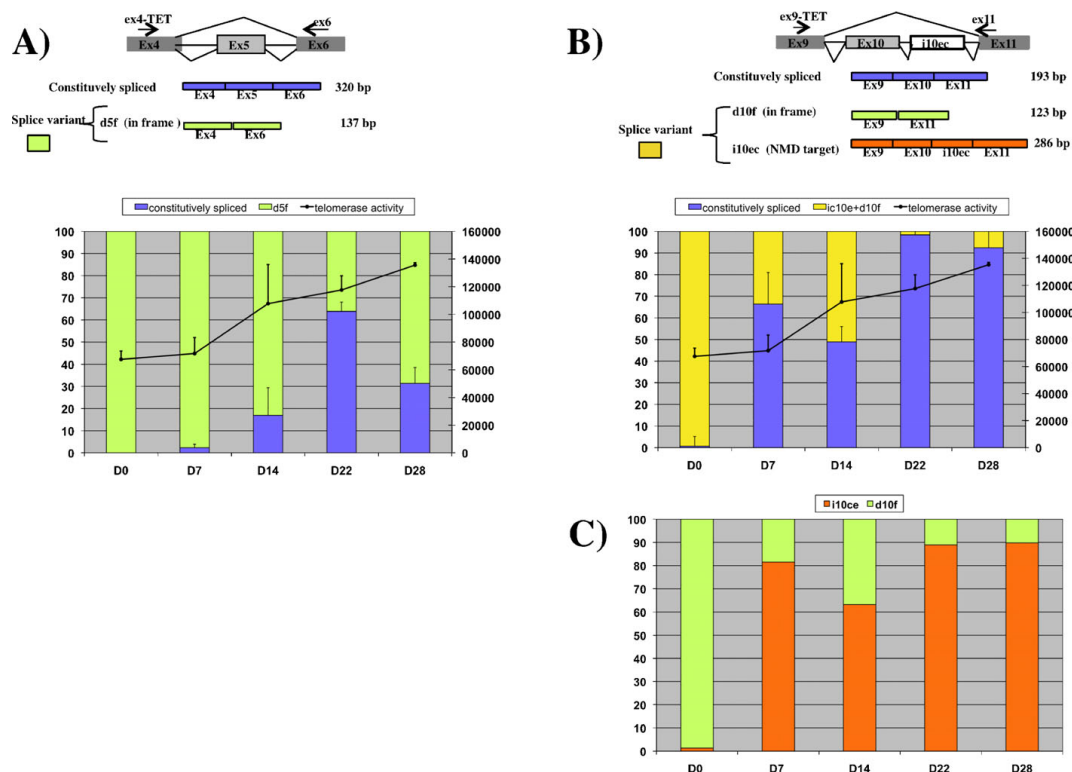 A)
ex4-TET
ex6
Ex4
Ex5
Ex6
Constitutively spliced
Ex4
Ex5
Ex6
320 bp
Splice variant
d5f (in frame )
Ex4
Ex6
137 bp
constitutively spliced
d5f
telomerase activity
100
90
80
70
60
50
40
30
20
10
0
160000
140000
120000
100000
80000
60000
40000
20000
0
D0
D7
D14
D22
D28
B)
ex9-TET
ex11
Ex9
Ex10
i10ec
Ex11
Constituvely spliced
Ex9
Ex10
Ex11
193 bp
Splice variant
d10f (in frame)
Ex9
Ex11
123 bp
i10ec (NMD target)
Ex9
Ex10
i10ec
Ex11
286 bp
constitutively spliced
ic10e+d10f
telomerase activity
100
90
80
70
60
50
40
30
20
10
0
160000
140000
120000
100000
80000
60000
40000
20000
0
D0
D7
D14
D22
D28
C)
i10ce
d10f
100
90
80
70
60
50
40
30
20
10
0
D0
D7
D14
D22
D28